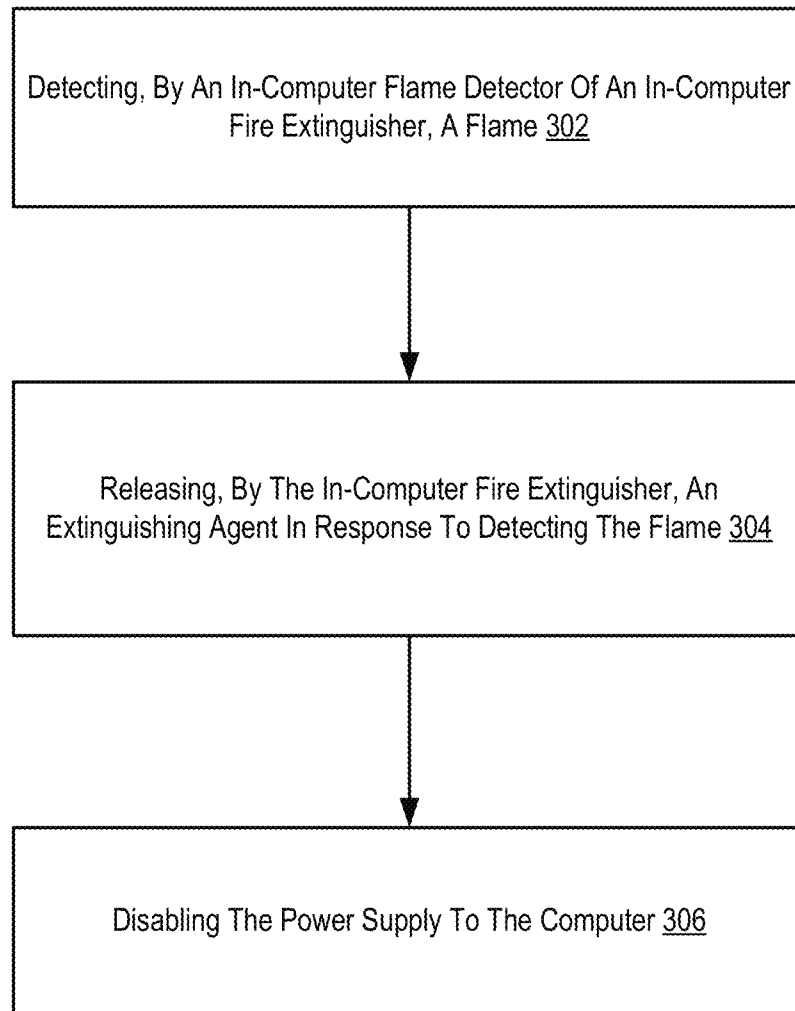 Detecting, By An In-Computer Flame Detector Of An In-Computer
Fire Extinguisher, A Flame 302
Releasing, By The In-Computer Fire Extinguisher, An
Extinguishing Agent In Response To Detecting The Flame 304
Disabling The Power Supply To The Computer 306